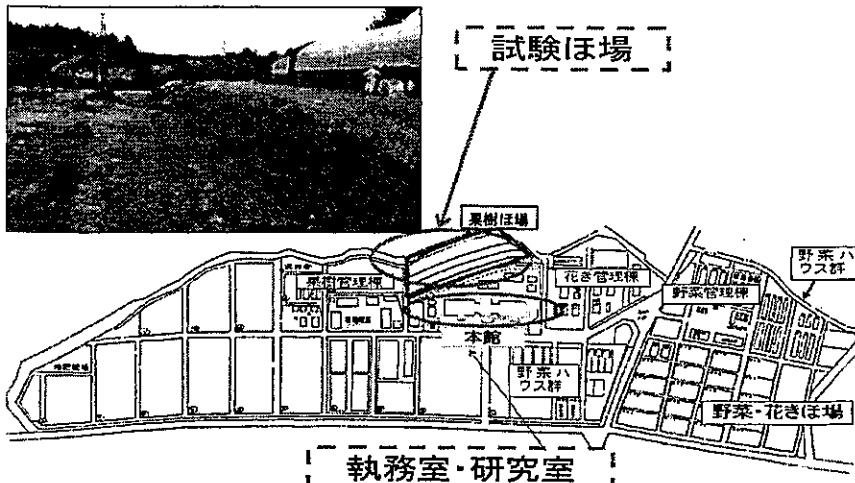 試験ほ場
果樹ほ場
果樹管理棟
花き管理棟
野菜管理棟
野菜ハ
ウス群
本館
野菜ハ
ウス群
野菜・花きほ場
執務室・研究室